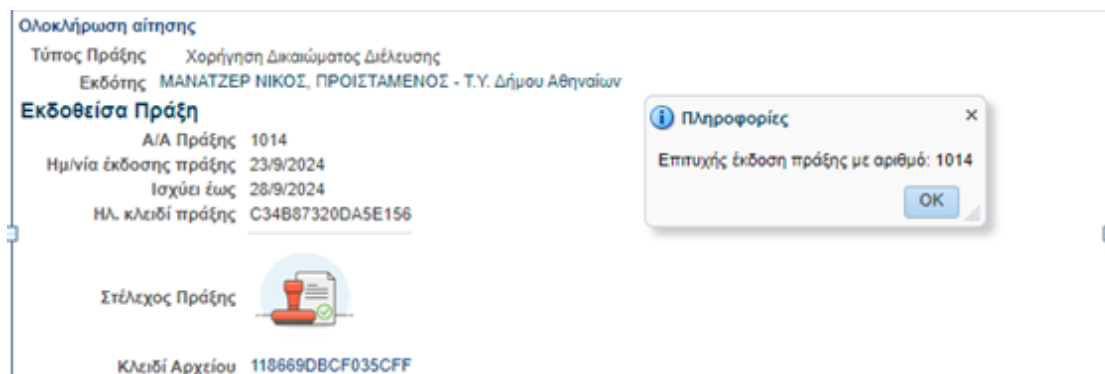 Ολοκλήρωση αίτησης
Τύπος Πράξης Χορήγηση Δικαιώματος Διέλευσης
Εκδότης ΜΑΝΑΤΖΕΡ ΝΙΚΟΣ, ΠΡΟΙΣΤΑΜΕΝΟΣ - Τ.Υ. Δήμου Αθηναίων
Εκδοθείσα Πράξη
Α/Α Πράξης 1014
Ημ/νία έκδοσης πράξης 23/9/2024
Ισχύει έως 28/9/2024
Ηλ. κλειδί πράξης C34B87320DA5E156
Στέλεχος Πράξης
Κλειδί Αρχείου 118669DBCF035CFF
Πληροφορίες
Επιτυχής έκδοση πράξης με αριθμό: 1014
OK